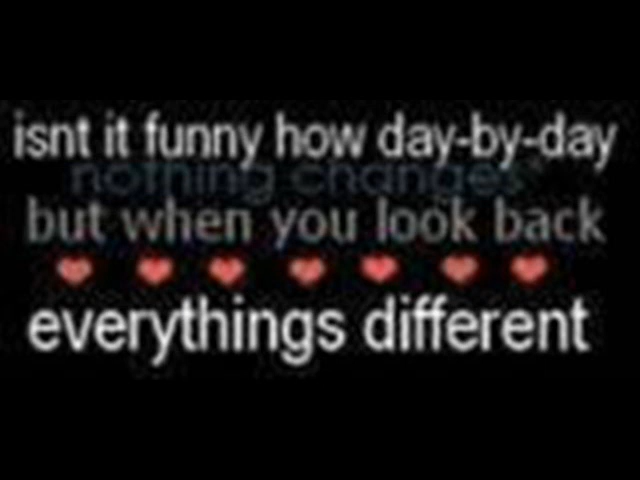 isnt it funny how day-by-day
nothing changes
but when you look back
everythings different